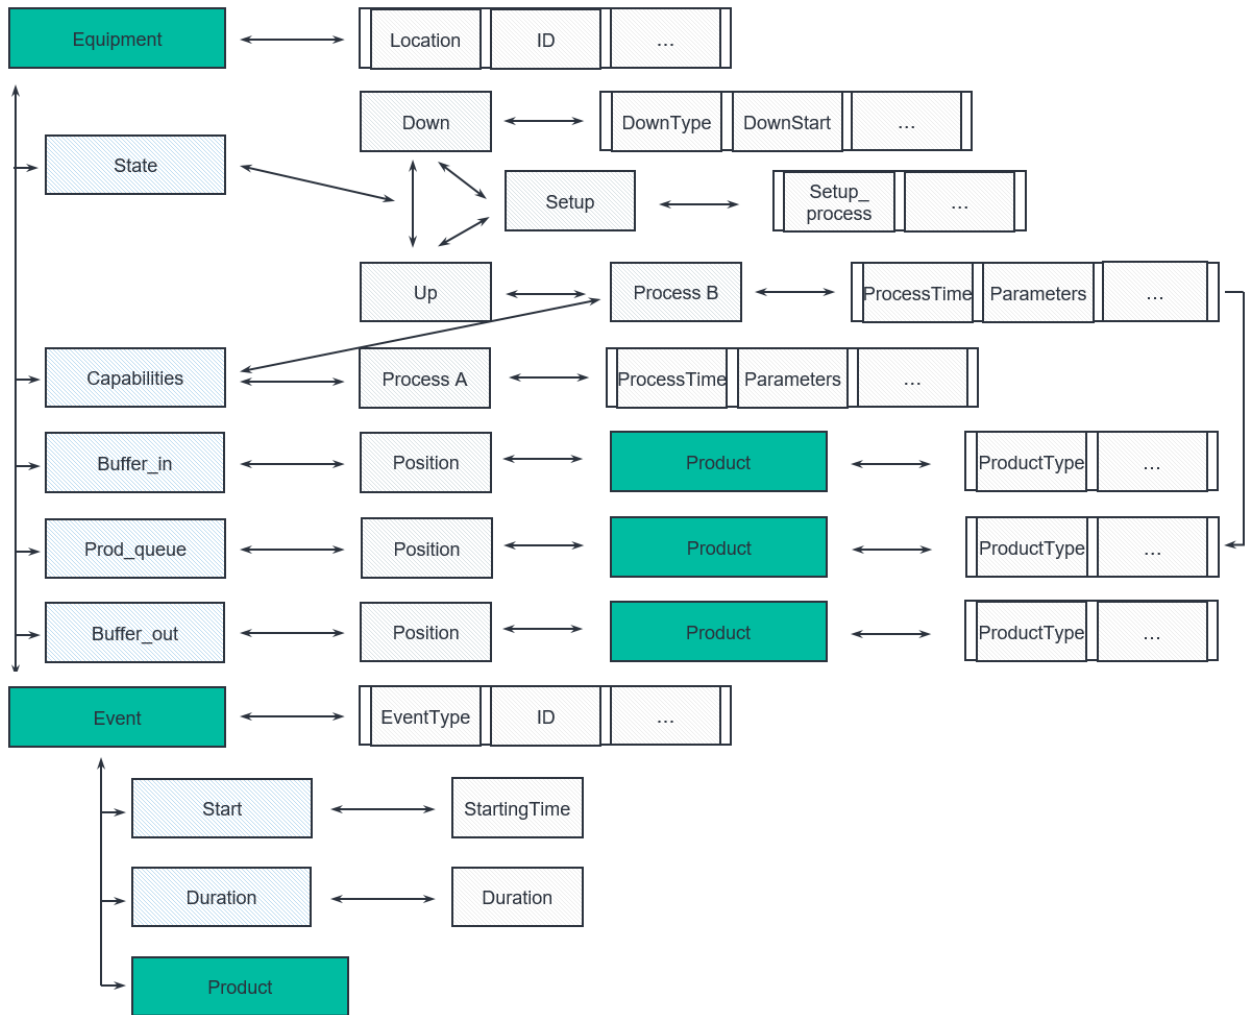 Equipment
Location
ID
...
Down
DownType
DownStart
...
State
Setup
Setup_
process
...
Up
Process B
ProcessTime
Parameters
...
Capabilities
Process A
ProcessTime
Parameters
...
Buffer_in
Position
Product
ProductType
...
Prod_queue
Position
Product
ProductType
...
Buffer_out
Position
Product
ProductType
...
Event
EventType
ID
...
Start
StartingTime
Duration
Duration
Product